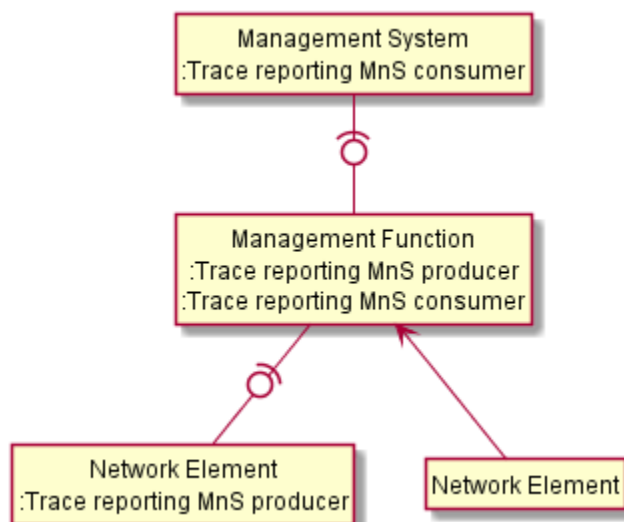 Management System
:Trace reporting MnS consumer
Management Function
:Trace reporting MnS producer
:Trace reporting MnS consumer
Network Element
:Trace reporting MnS producer
Network Element